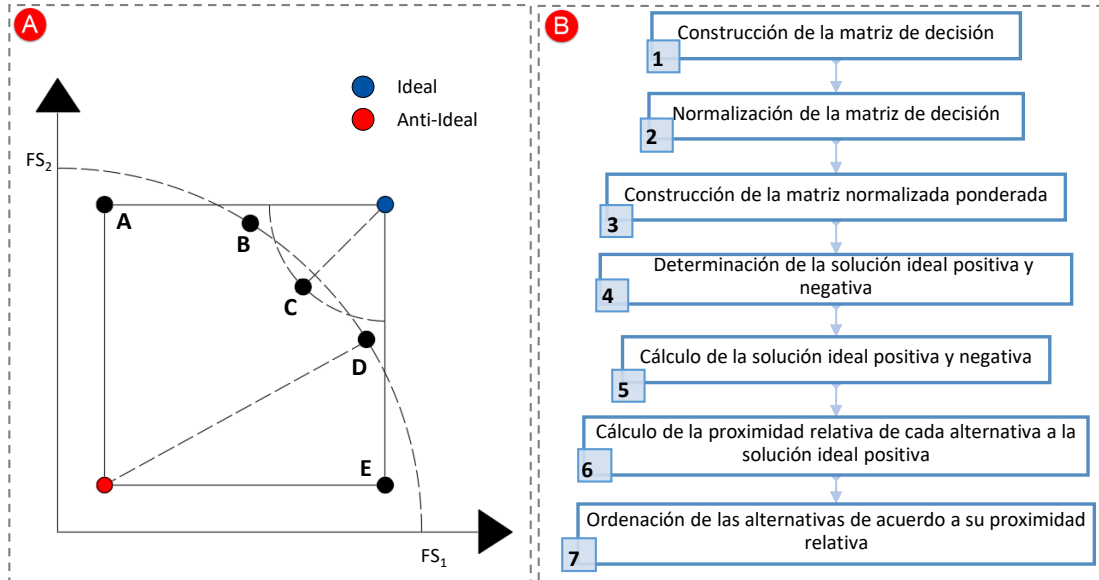 A
Ideal
Anti-Ideal
FS2
A
B
C
D
E
FS1
B
Construcción de la matriz de decisión
1
Normalización de la matriz de decisión
2
Construcción de la matriz normalizada ponderada
3
Determinación de la solución ideal positiva y
negativa
4
Cálculo de la solución ideal positiva y negativa
5
Cálculo de la proximidad relativa de cada alternativa a la
solución ideal positiva
6
Ordenación de las alternativas de acuerdo a su proximidad
relativa
7